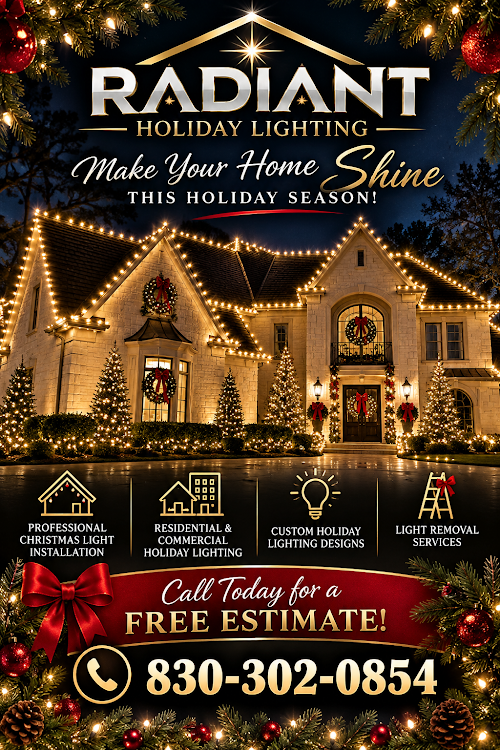 RADIANT
HOLIDAY LIGHTING
Make Your Home Shine
THIS HOLIDAY SEASON!
PROFESSIONAL
CHRISTMAS LIGHT
INSTALLATION
RESIDENTIAL &
COMMERCIAL
HOLIDAY LIGHTING
CUSTOM HOLIDAY
LIGHTING DESIGNS
LIGHT REMOVAL
SERVICES
Call Today for a
FREE ESTIMATE!
830-302-0854